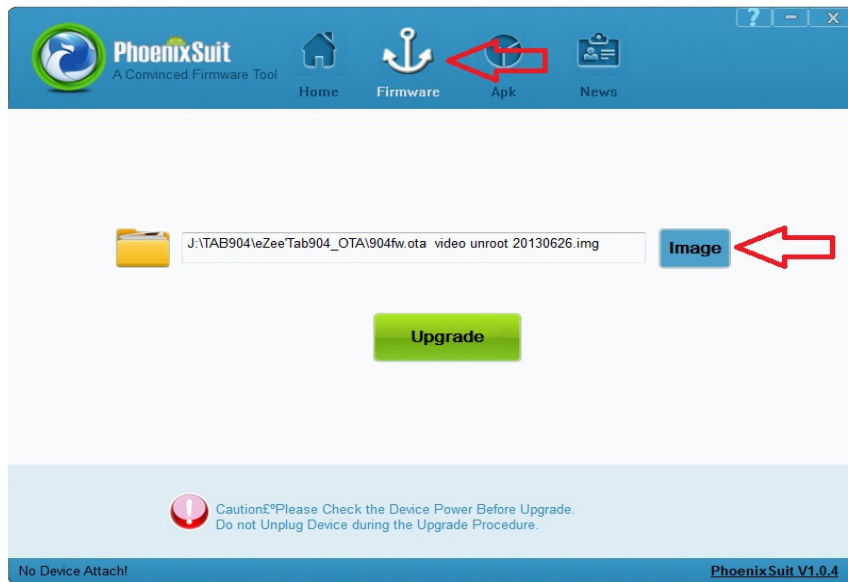 ? - x
PhoenixSuit
A Convinced Firmware Tool
Home Firmware Apk News
J:\TAB904\eZee'Tab904_OTA\904fw.ota video unroot 20130626.img
Image
Upgrade
Caution£ºPlease Check the Device Power Before Upgrade.
Do not Unplug Device during the Upgrade Procedure.
No Device Attach!
PhoenixSuit V1.0.4